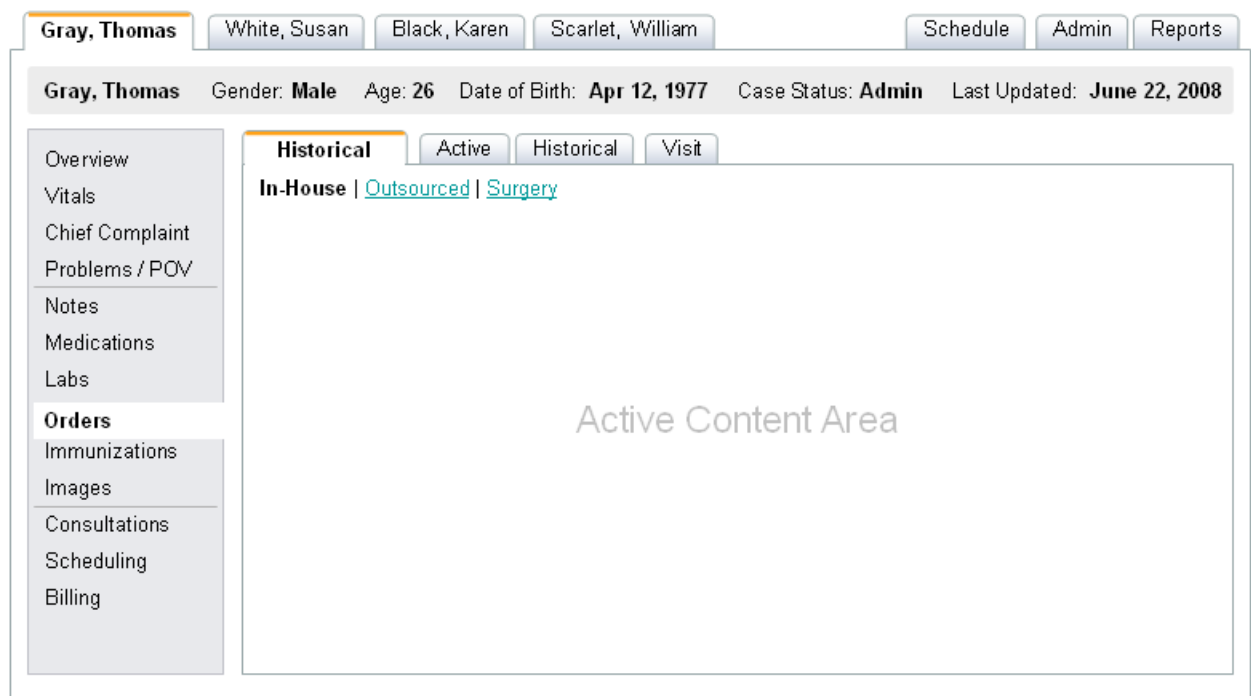 Gray, Thomas White, Susan Black, Karen Scarlet, William Schedule Admin Reports
Gray, Thomas Gender: Male Age: 26 Date of Birth: Apr 12, 1977 Case Status: Admin Last Updated: June 22, 2008
Overview
Vitals
Chief Complaint
Problems / POV
Notes
Medications
Labs
Orders
Immunizations
Images
Consultations
Scheduling
Billing
Historical Active Historical Visit
In-House | Outsourced | Surgery
Active Content Area